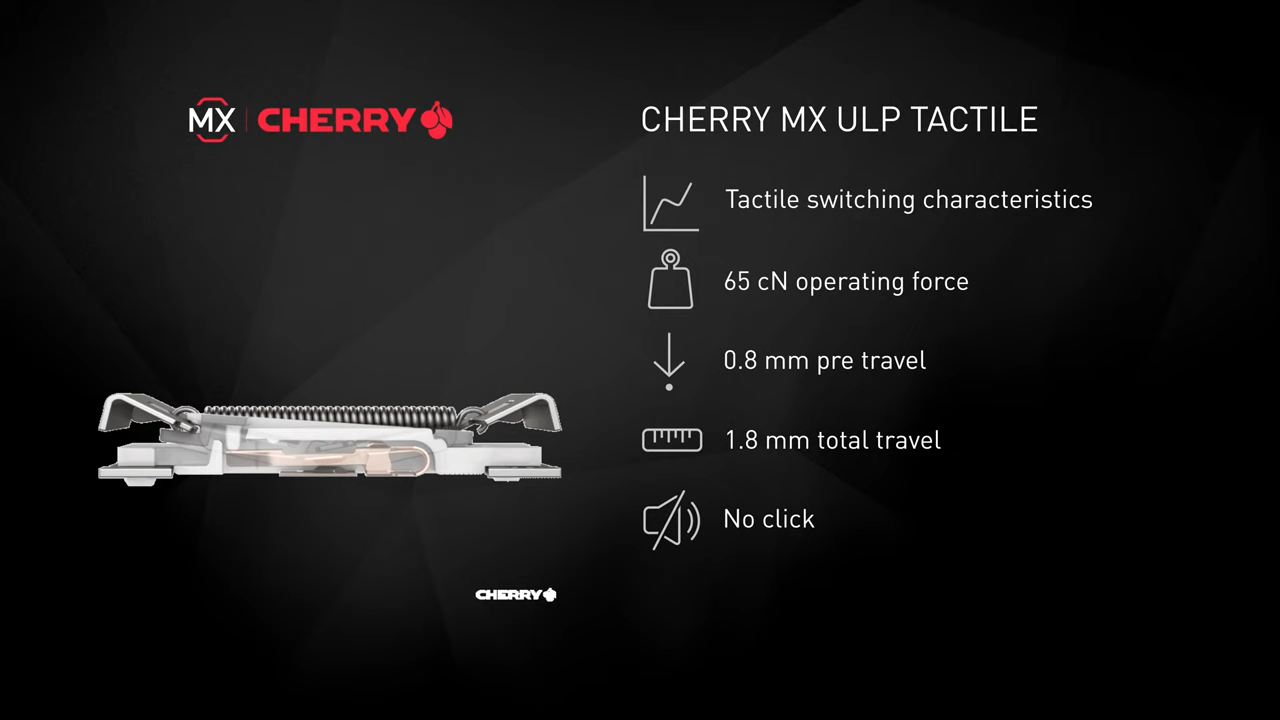 MX CHERRY
CHERRY MX ULP TACTILE
Tactile switching characteristics
65 cN operating force
0.8 mm pre travel
1.8 mm total travel
No click
CHERRY